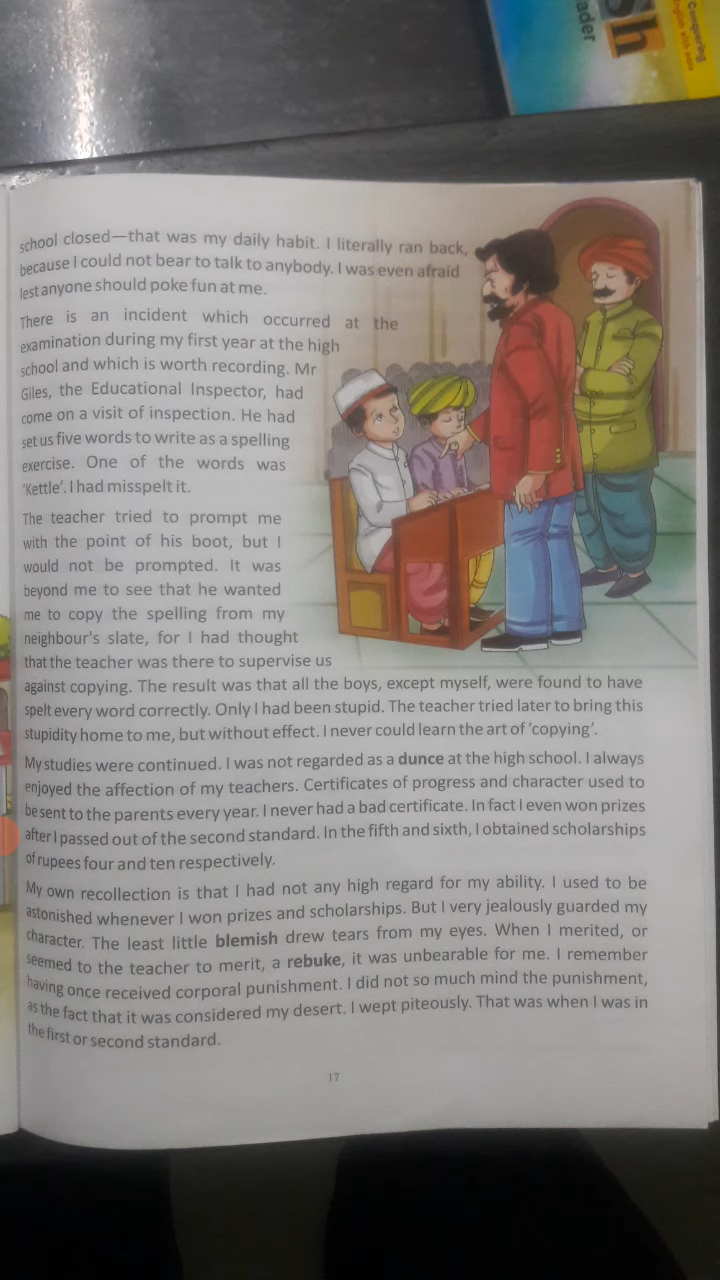 Conquering
English with ease
sh
ader
school closed—that was my daily habit. I literally ran back,
because I could not bear to talk to anybody. I was even afraid
lest anyone should poke fun at me.
There is an incident which occurred at the
examination during my first year at the high
school and which is worth recording. Mr
Giles, the Educational Inspector, had
come on a visit of inspection. He had
set us five words to write as a spelling
exercise. One of the words was
‘Kettle’. I had misspelt it.
The teacher tried to prompt me
with the point of his boot, but I
would not be prompted. It was
beyond me to see that he wanted
me to copy the spelling from my
neighbour's slate, for I had thought
that the teacher was there to supervise us
against copying. The result was that all the boys, except myself, were found to have
spelt every word correctly. Only I had been stupid. The teacher tried later to bring this
stupidity home to me, but without effect. I never could learn the art of ‘copying’.
My studies were continued. I was not regarded as a dunce at the high school. I always
enjoyed the affection of my teachers. Certificates of progress and character used to
be sent to the parents every year. I never had a bad certificate. In fact I even won prizes
after I passed out of the second standard. In the fifth and sixth, I obtained scholarships
of rupees four and ten respectively.
My own recollection is that I had not any high regard for my ability. I used to be
astonished whenever I won prizes and scholarships. But I very jealously guarded my
character. The least little blemish drew tears from my eyes. When I merited, or
seemed to the teacher to merit, a rebuke, it was unbearable for me. I remember
having once received corporal punishment. I did not so much mind the punishment,
as the fact that it was considered my desert. I wept piteously. That was when I was in
the first or second standard.
17